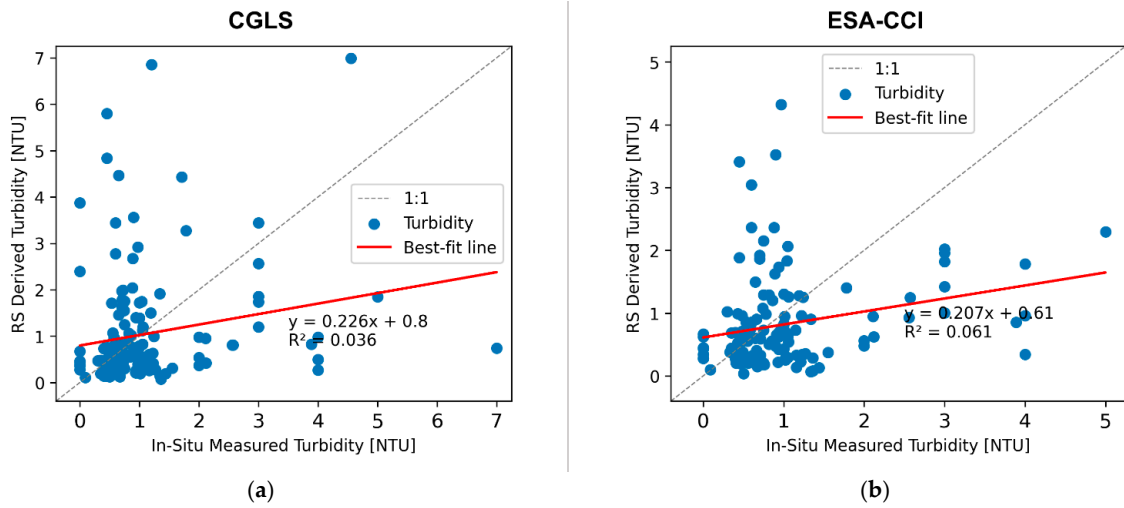 CGLS
7
6
5
4
3
2
1
0
RS Derived Turbidity [NTU]
1:1
Turbidity
Best-fit line
y = 0.226x + 0.8
R² = 0.036
0 1 2 3 4 5 6 7
In-Situ Measured Turbidity [NTU]
(a)
ESA-CCI
5
4
3
2
1
0
RS Derived Turbidity [NTU]
1:1
Turbidity
Best-fit line
y = 0.207x + 0.61
R² = 0.061
0 1 2 3 4 5
In-Situ Measured Turbidity [NTU]
(b)